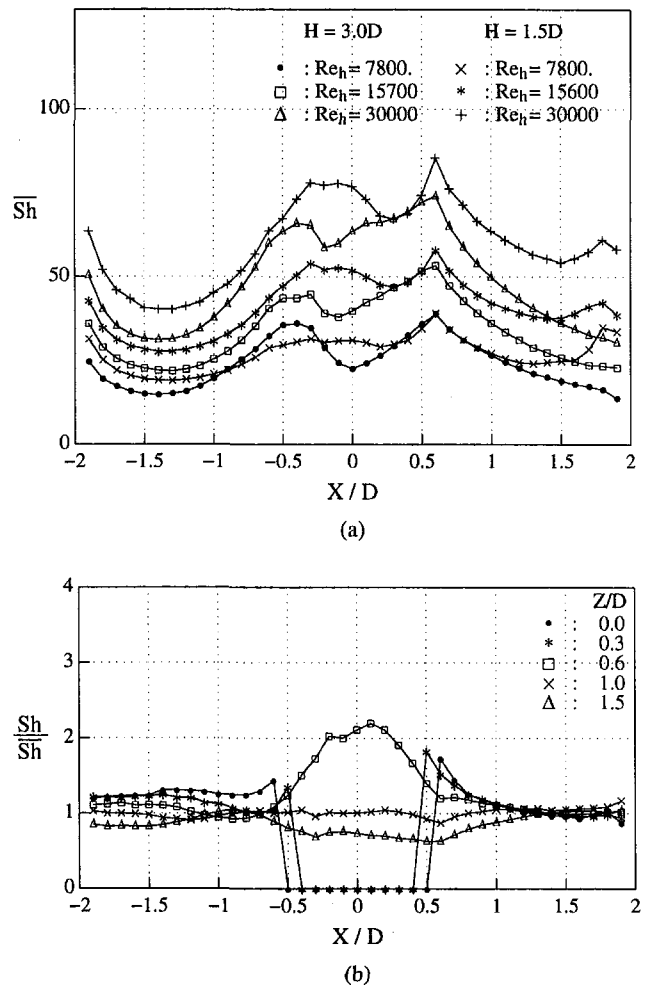 H = 3.0D H = 1.5D
• : Reh = 7800. × : Reh = 7800.
□ : Reh = 15700 * : Reh = 15600
△ : Reh = 30000 + : Reh = 30000
100
Sh
50
0
−2 −1.5 −1 −0.5 0 0.5 1 1.5 2
X / D
(a)
4
Z/D
• : 0.0
* : 0.3
□ : 0.6
× : 1.0
△ : 1.5
3
Sh
Sh
2
1
0
−2 −1.5 −1 −0.5 0 0.5 1 1.5 2
X / D
(b)